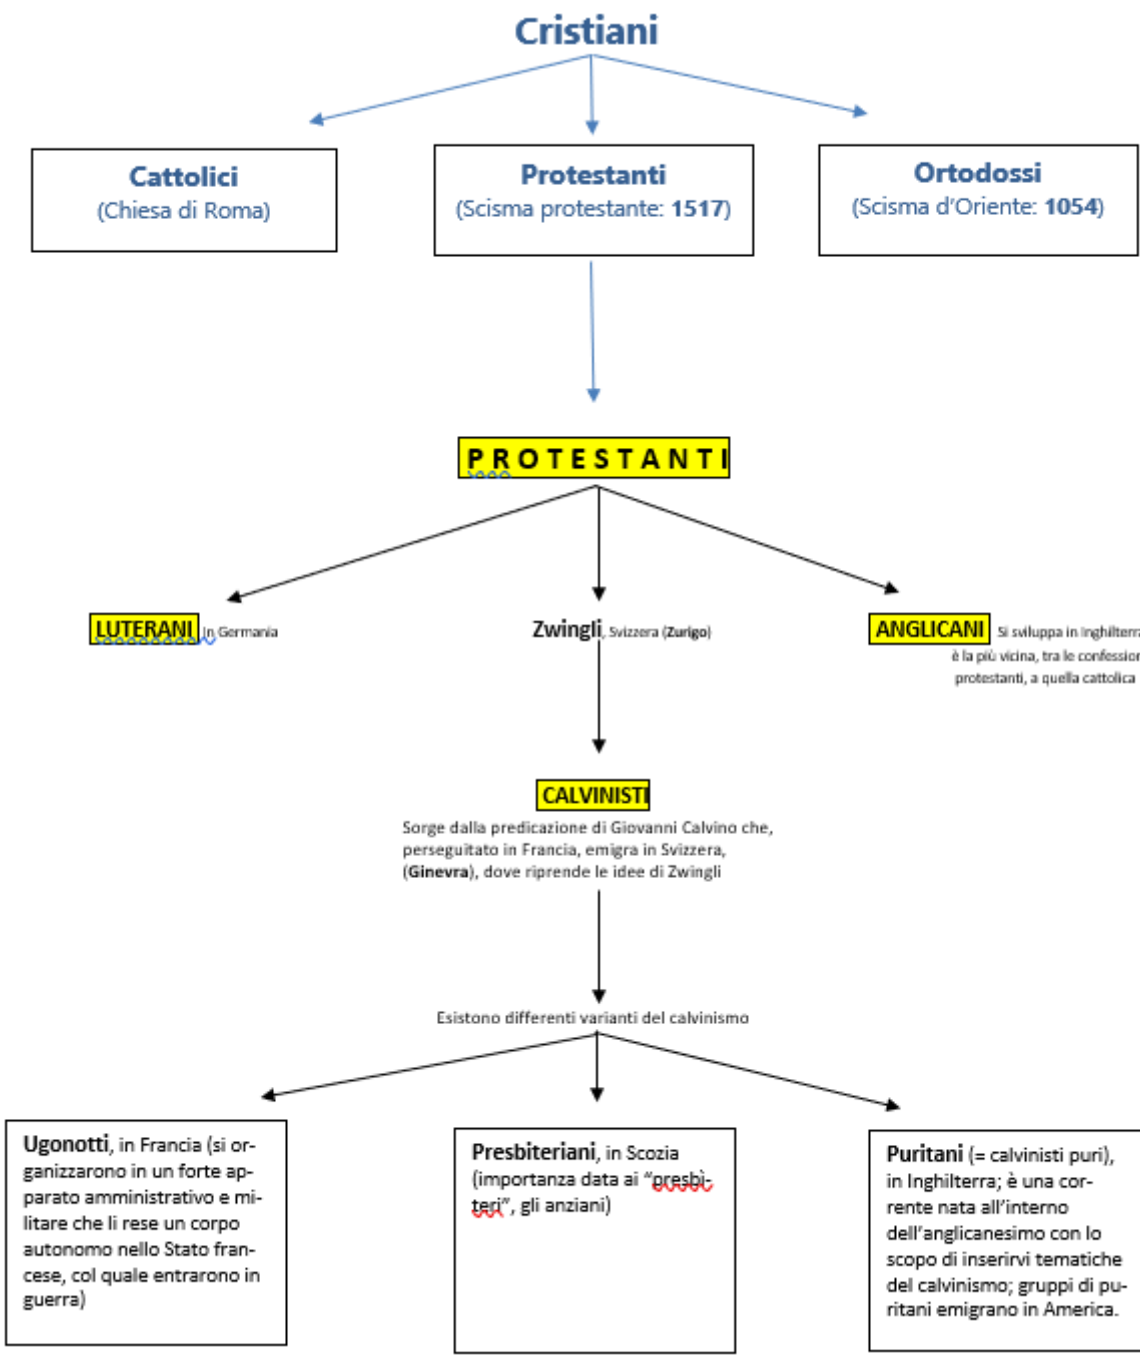 Cristiani
Cattolici
(Chiesa di Roma)
Protestanti
(Scisma protestante: 1517)
Ortodossi
(Scisma d'Oriente: 1054)
PROTESTANTI
LUTERANI in Germania
Zwingli, Svizzera (Zurigo)
ANGLICANI Si sviluppa in Inghilterra
è la più vicina, tra le confession
protestanti, a quella cattolica
CALVINISTI
Sorge dalla predicazione di Giovanni Calvino che,
perseguitato in Francia, emigra in Svizzera,
(Ginevra), dove riprende le idee di Zwingli
Esistono differenti varianti del calvinismo
Ugonotti, in Francia (si or-
ganizzarono in un forte ap-
parato amministrativo e mi-
litare che li rese un corpo
autonomo nello Stato fran-
cese, col quale entrarono in
guerra)
Presbiteriani, in Scozia
(importanza data ai “presbì-
teri”, gli anziani)
Puritani (= calvinisti puri),
in Inghilterra; è una cor-
rente nata all'interno
dell'anglicanesimo con lo
scopo di inserirvi tematiche
del calvinismo; gruppi di pu-
ritani emigrano in America.